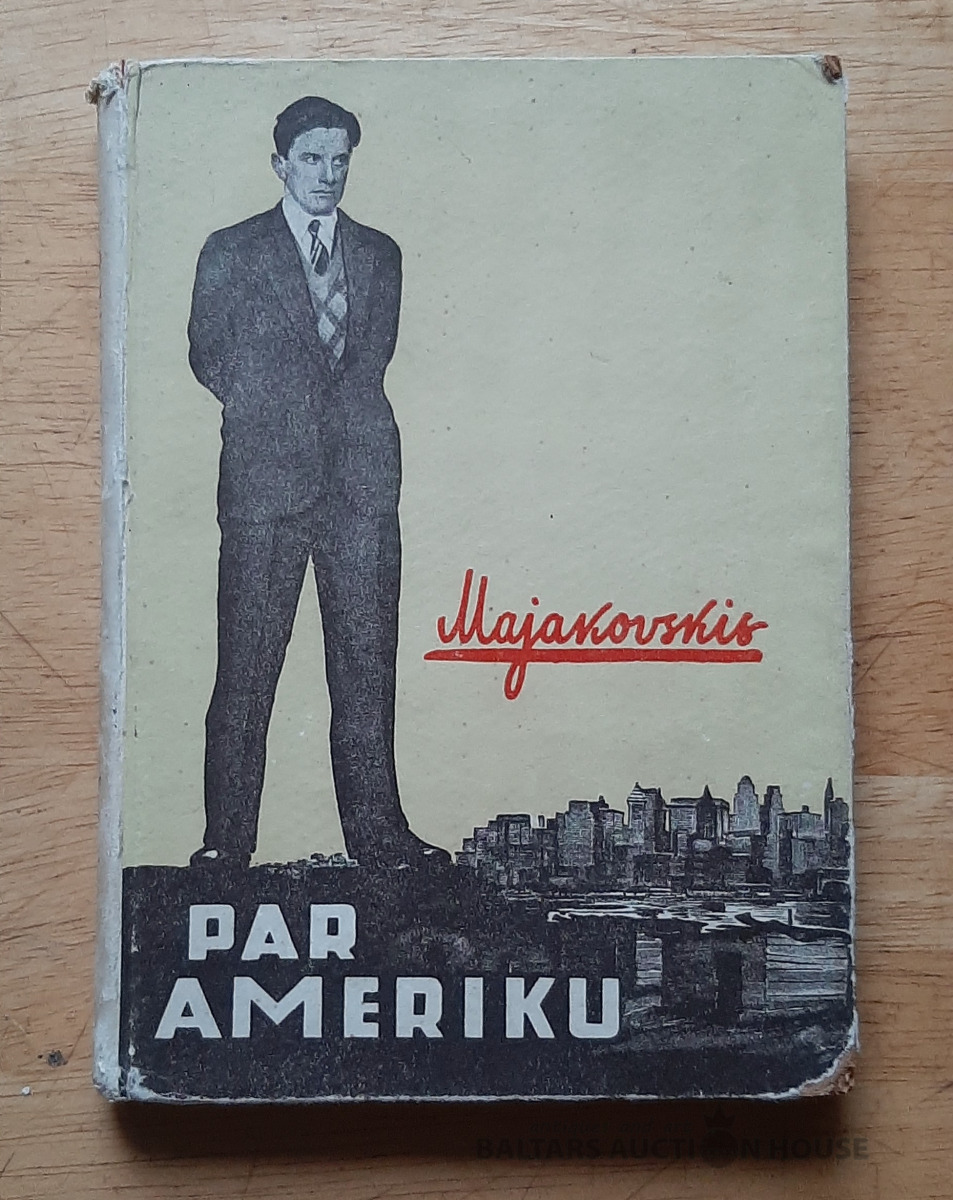 Majakovskis
PAR
AMERIKU
BALTARS AUCTION HOUSE